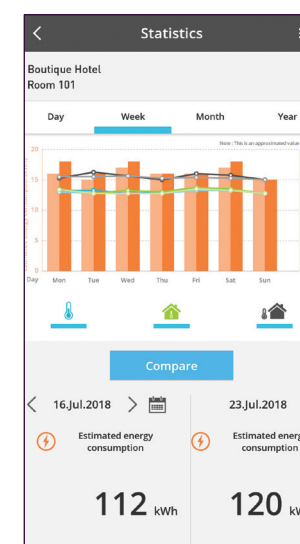 Statistics
Boutique Hotel
Room 101
Day Week Month Year
Note : This is an approximated value
20
15
10
5
0
Day Mon Tue Wed Thu Fri Sat Sun
Compare
16.Jul.2018 23.Jul.2018
Estimated energy Estimated energ
consumption consumption
112 kWh 120 kW